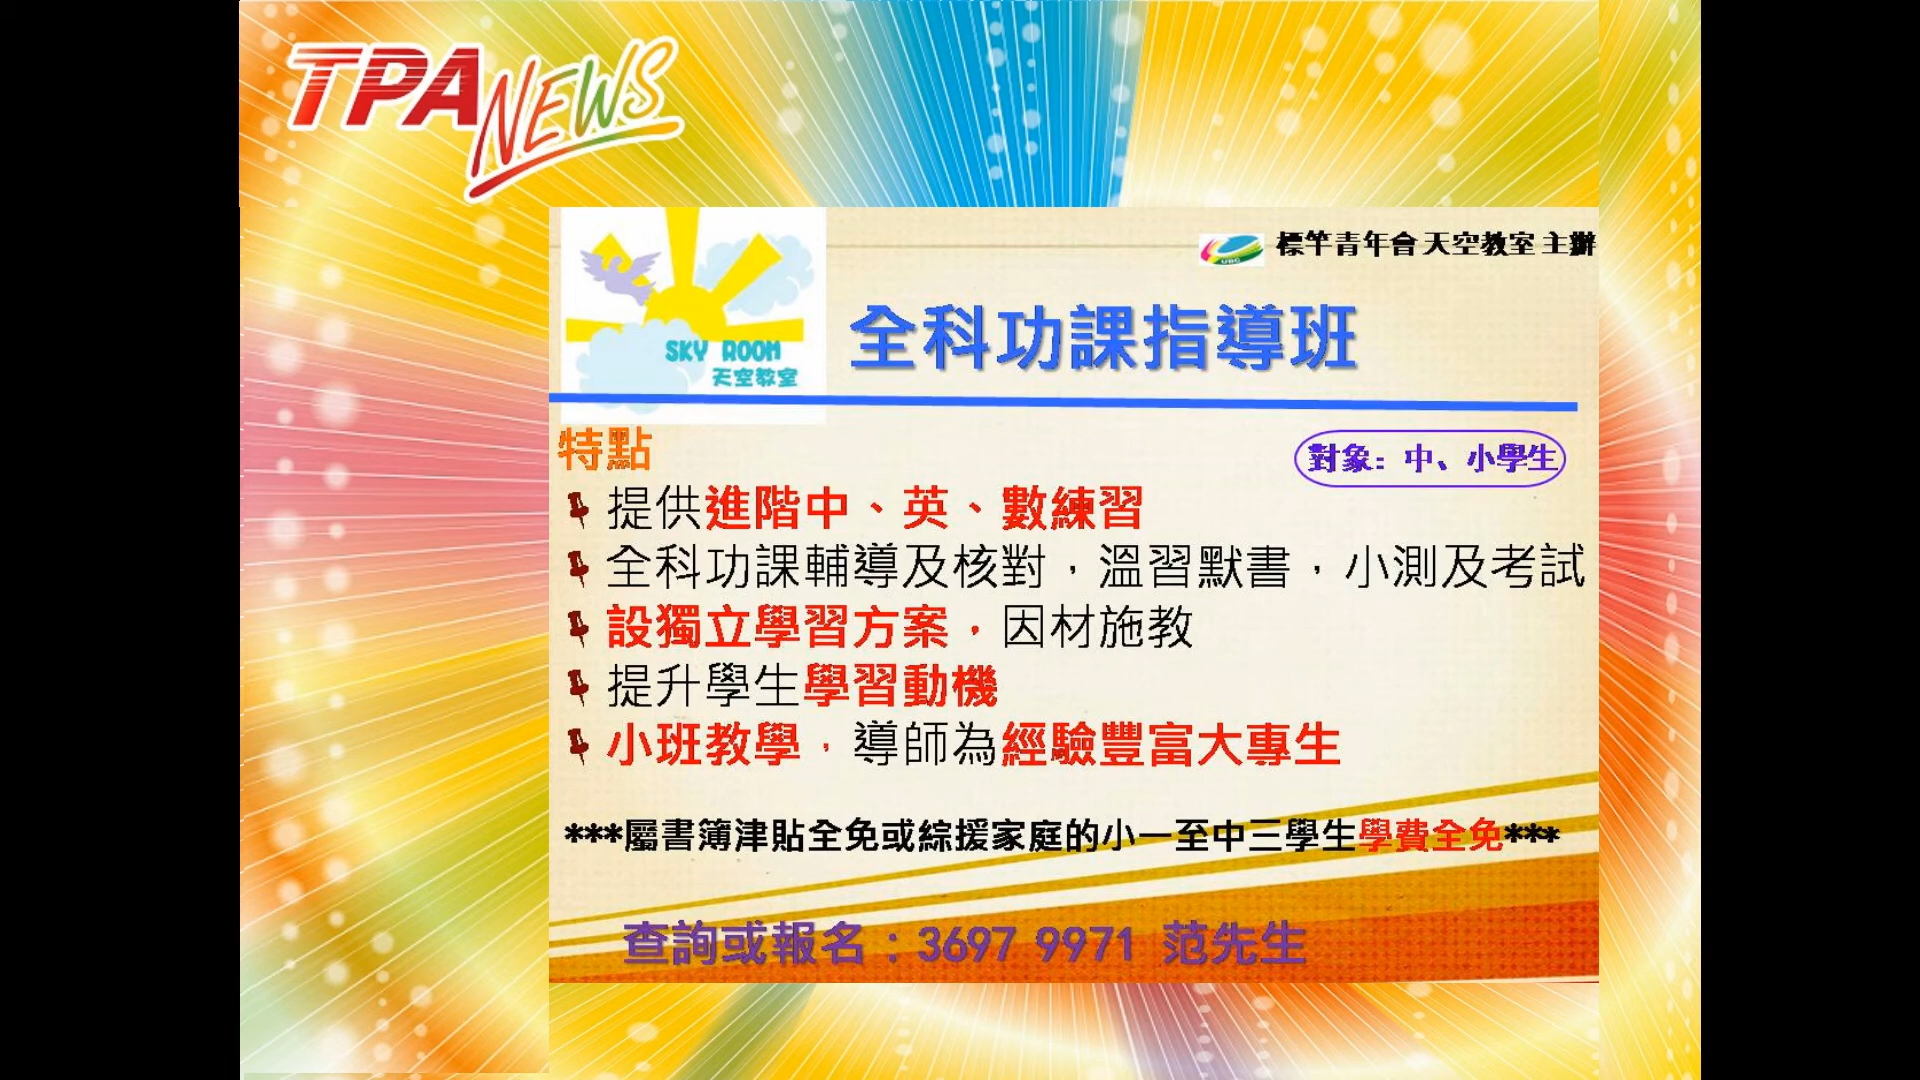 TPA NEWS
UBC
標竿青年會 天空教室 主辦
SKY ROOM
天空教室
全科功課指導班
特點
對象：中、小學生
提供進階中、英、數練習
全科功課輔導及核對，溫習默書，小測及考試
設獨立學習方案，因材施教
提升學生學習動機
小班教學，導師為經驗豐富大專生
***屬書簿津貼全免或綜援家庭的小一至中三學生學費全免***
查詢或報名：3697 9971 范先生